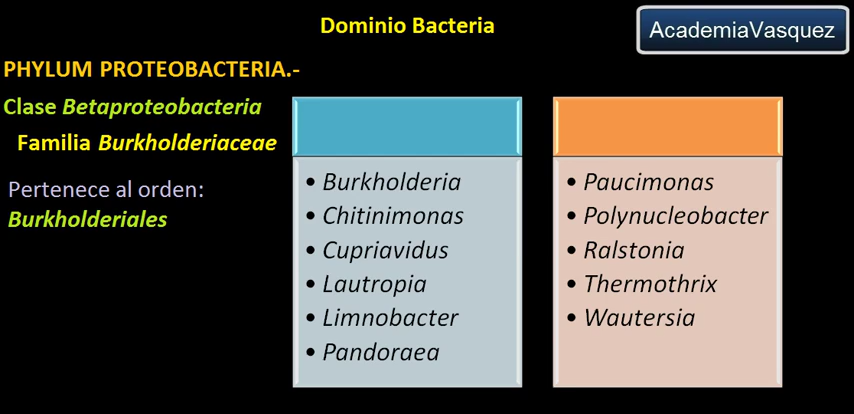 Dominio Bacteria
AcademiaVasquez
PHYLUM PROTEOBACTERIA.-
Clase Betaproteobacteria
Familia Burkholderiaceae
Pertenece al orden:
Burkholderiales
• Burkholderia
• Chitinimonas
• Cupriavidus
• Lautropia
• Limnobacter
• Pandoraea
• Paucimonas
• Polynucleobacter
• Ralstonia
• Thermothrix
• Wautersia